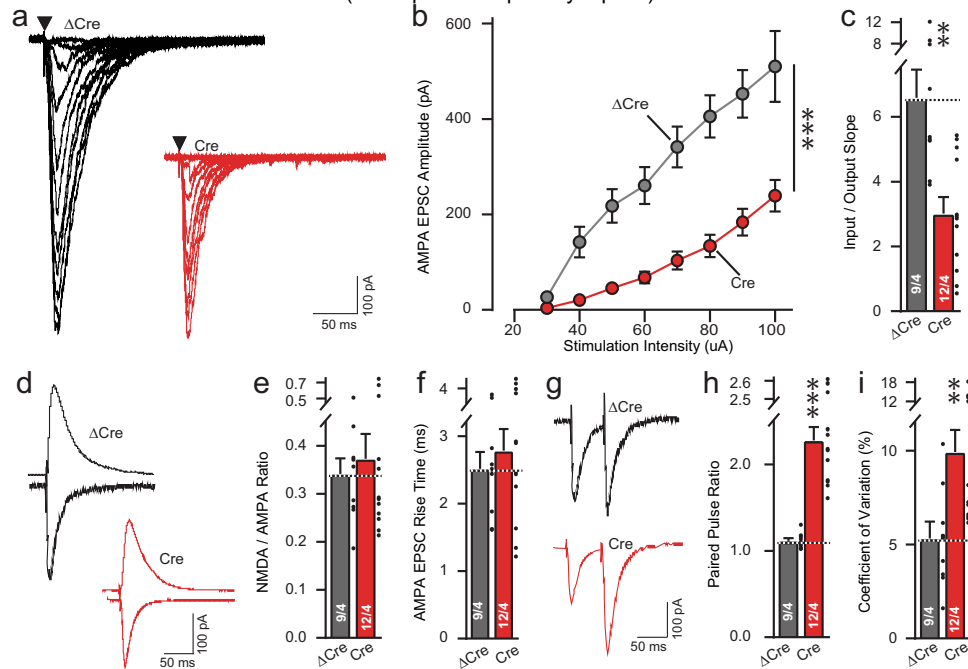 a
ΔCre
Cre
100 pA
50 ms
b
AMPA EPSC Amplitude (pA)
600
400
200
0
ΔCre
Cre
***
20 40 60 80 100
Stimulation Intensity (uA)
c
Input / Output Slope
12
8
6
4
2
0
**
9/4
12/4
ΔCre Cre
d
ΔCre
Cre
100 pA
50 ms
e
NMDA / AMPA Ratio
0.7
0.5
0.4
0.3
0.2
0.1
0.0
9/4
12/4
ΔCre Cre
f
AMPA EPSC Rise Time (ms)
4
3
2
1
0
9/4
12/4
ΔCre Cre
g
ΔCre
Cre
100 pA
50 ms
h
Paired Pulse Ratio
2.6
2.5
2.0
1.0
0.0
***
9/4
12/4
ΔCre Cre
i
Coefficient of Variation (%)
18
12
10
5
0
**
9/4
12/4
ΔCre Cre